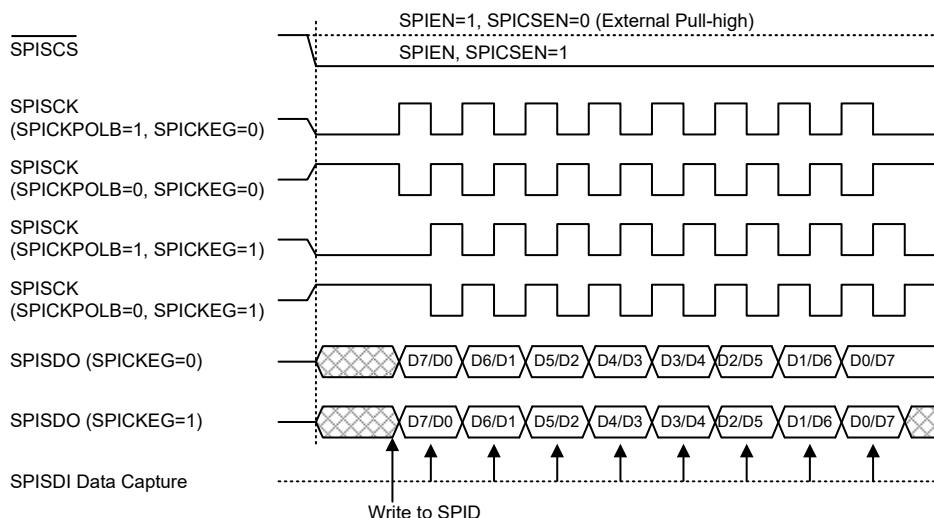 SPIEN=1, SPICSEN=0 (External Pull-high)
SPISCS
SPIEN, SPICSEN=1
SPISCK
(SPICKPOLB=1, SPICKEG=0)
SPISCK
(SPICKPOLB=0, SPICKEG=0)
SPISCK
(SPICKPOLB=1, SPICKEG=1)
SPISCK
(SPICKPOLB=0, SPICKEG=1)
SPISDO (SPICKEG=0) D7/D0 D6/D1 D5/D2 D4/D3 D3/D4 D2/D5 D1/D6 D0/D7
SPISDO (SPICKEG=1) D7/D0 D6/D1 D5/D2 D4/D3 D3/D4 D2/D5 D1/D6 D0/D7
SPISDI Data Capture
Write to SPID